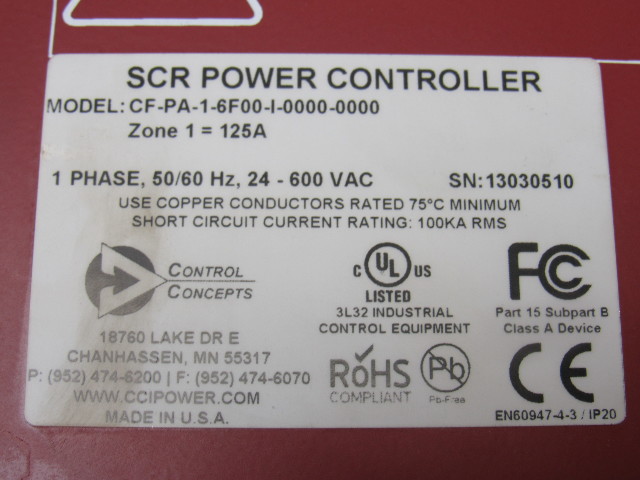 SCR POWER CONTROLLER
MODEL: CF-PA-1-6F00-I-0000-0000
Zone 1 = 125A
1 PHASE, 50/60 Hz, 24 - 600 VAC SN:13030510
USE COPPER CONDUCTORS RATED 75°C MINIMUM
SHORT CIRCUIT CURRENT RATING: 100KA RMS
CONTROL
CONCEPTS
18760 LAKE DR E
CHANHASSEN, MN 55317
P: (952) 474-6200 | F: (952) 474-6070
WWW.CCIPOWER.COM
MADE IN U.S.A.
C UL US
LISTED
3L32 INDUSTRIAL
CONTROL EQUIPMENT
RoHS
COMPLIANT
Pb
Pb-Free
FC
Part 15 Subpart B
Class A Device
CE
EN60947-4-3 / IP20